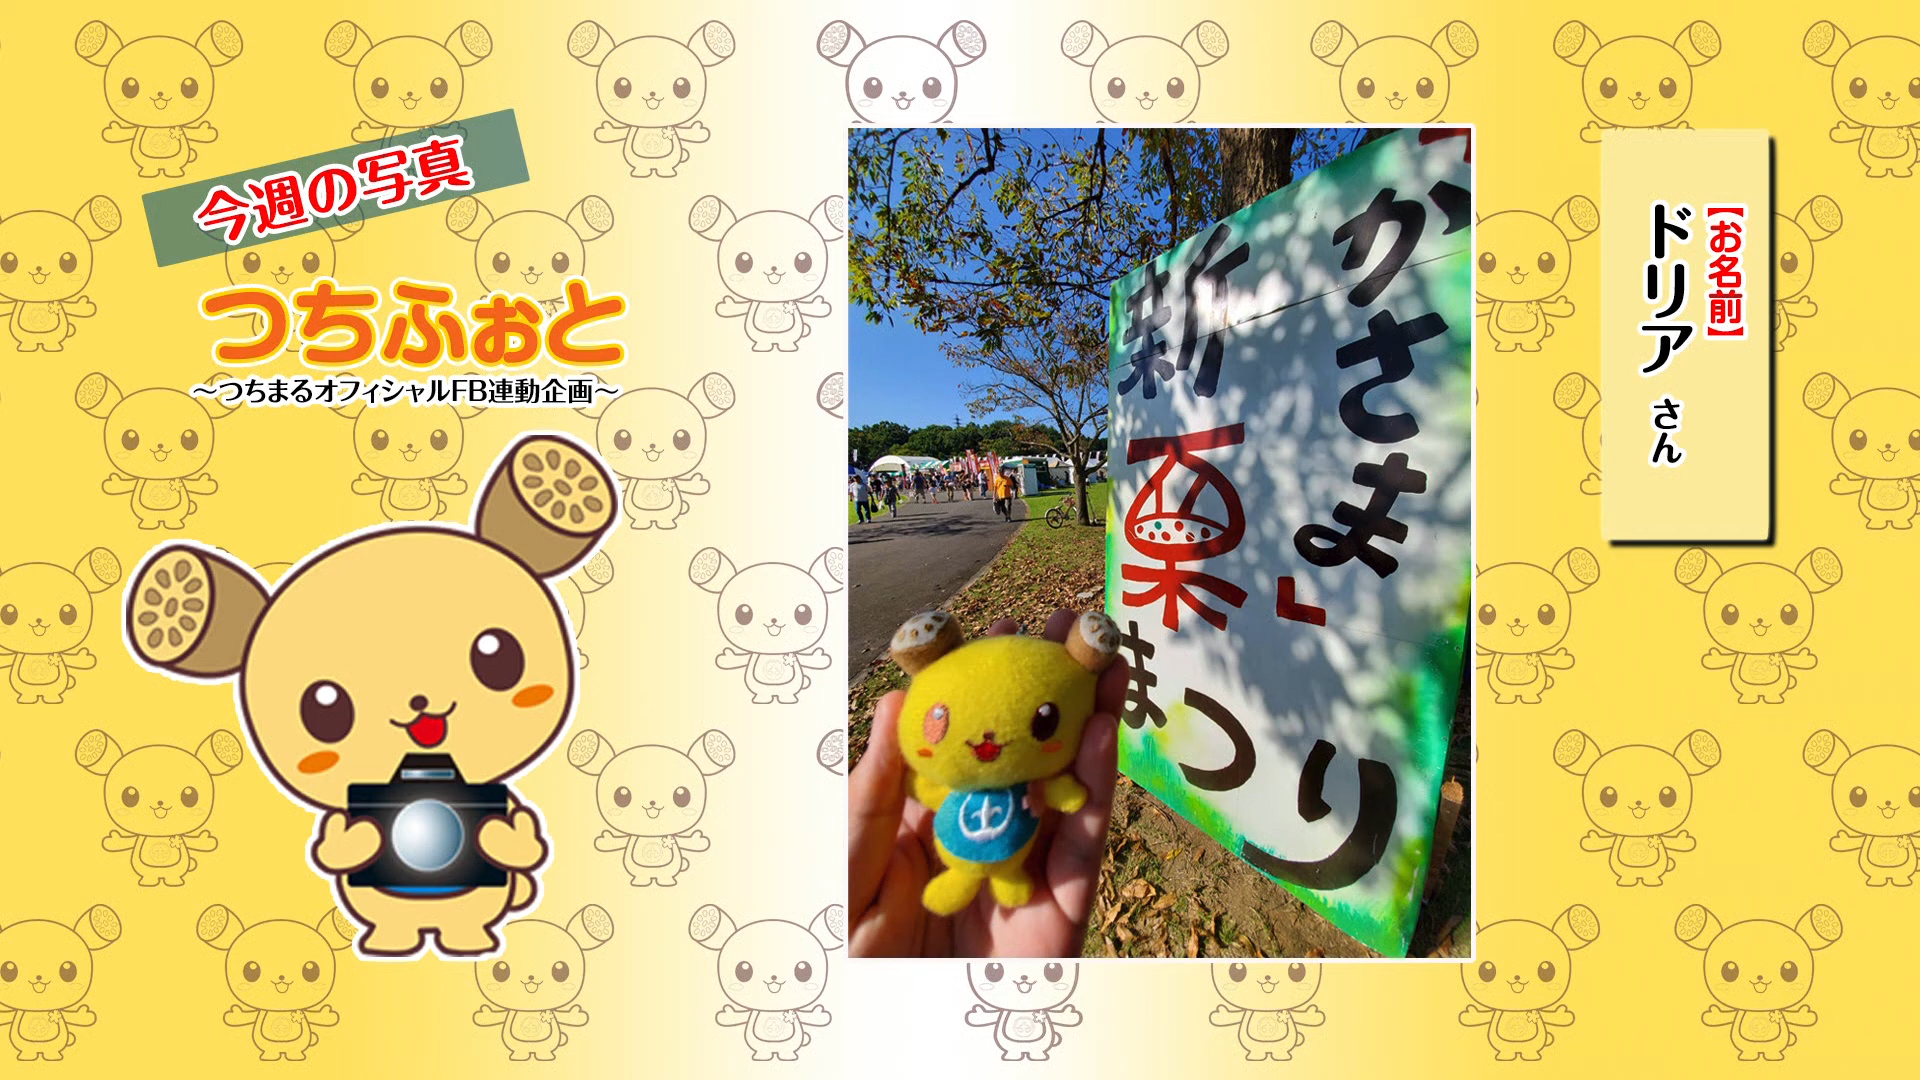 今週の写真
つちふぉと
～つちまるオフィシャルFB連動企画～
かさま」
新栗まつり
【お名前】
ドリア さん